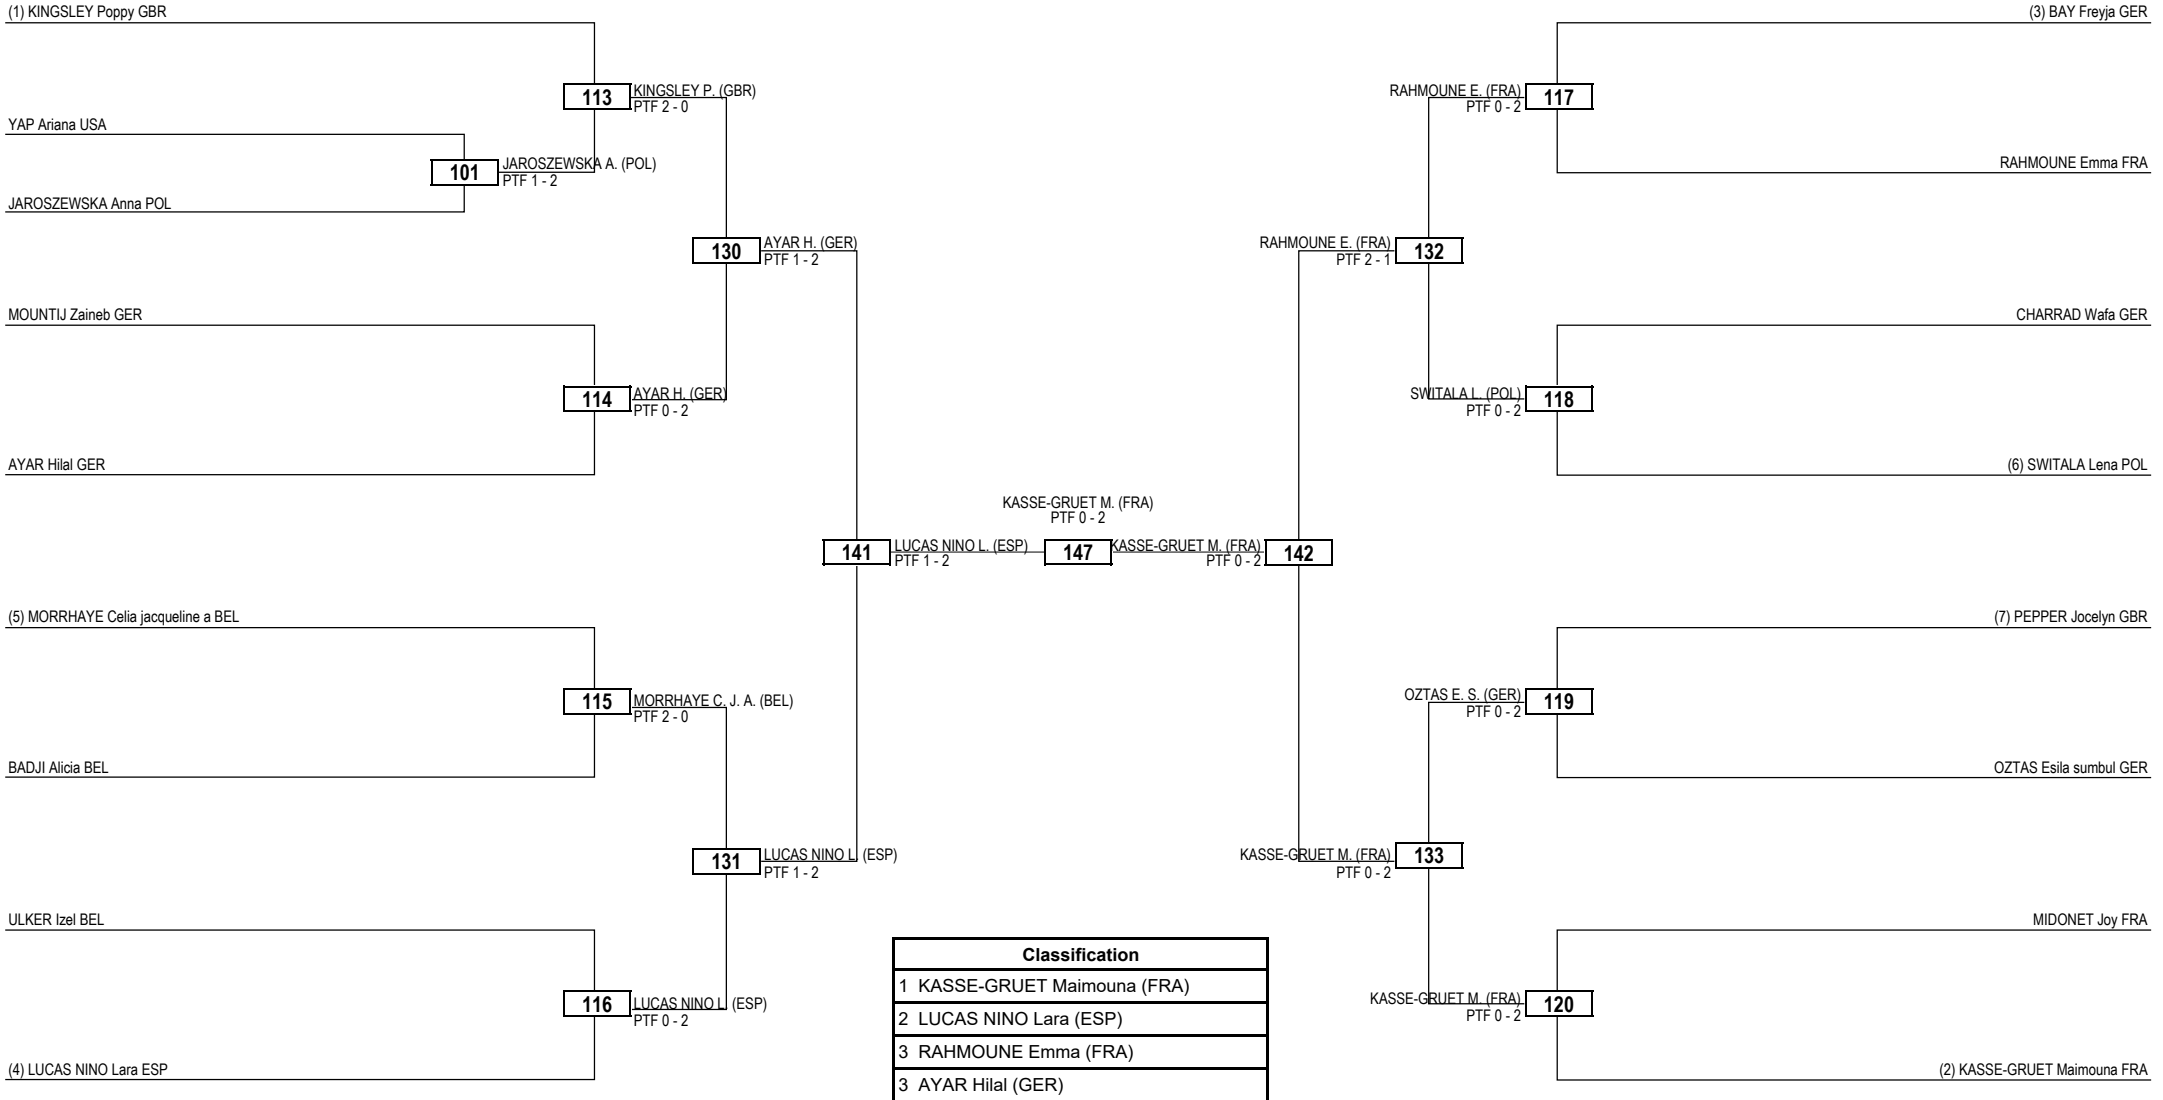 (1) KINGSLEY Poppy GBR
YAP Ariana USA
JAROSZEWSKA Anna POL
101
JAROSZEWSKA A. (POL)
PTF 1 - 2
113
KINGSLEY P. (GBR)
PTF 2 - 0
MOUNTIJ Zaineb GER
AYAR Hilal GER
114
AYAR H. (GER)
PTF 0 - 2
130
AYAR H. (GER)
PTF 1 - 2
(5) MORRHAYE Celia jacqueline a BEL
BADJI Alicia BEL
115
MORRHAYE C. J. A. (BEL)
PTF 2 - 0
ULKER Izel BEL
(4) LUCAS NINO Lara ESP
116
LUCAS NINO L. (ESP)
PTF 0 - 2
131
LUCAS NINO L. (ESP)
PTF 1 - 2
141
LUCAS NINO L. (ESP)
PTF 1 - 2
KASSE-GRUET M. (FRA)
PTF 0 - 2
147
KASSE-GRUET M. (FRA)
PTF 0 - 2
142
(3) BAY Freyja GER
RAHMOUNE E. (FRA)
PTF 0 - 2
117
RAHMOUNE Emma FRA
RAHMOUNE E. (FRA)
PTF 2 - 1
132
CHARRAD Wafa GER
SWITALA L. (POL)
PTF 0 - 2
118
(6) SWITALA Lena POL
(7) PEPPER Jocelyn GBR
OZTAS E. S. (GER)
PTF 0 - 2
119
OZTAS Esila sumbul GER
KASSE-GRUET M. (FRA)
PTF 0 - 2
133
MIDONET Joy FRA
KASSE-GRUET M. (FRA)
PTF 0 - 2
120
(2) KASSE-GRUET Maimouna FRA
Classification
1 KASSE-GRUET Maimouna (FRA)
2 LUCAS NINO Lara (ESP)
3 RAHMOUNE Emma (FRA)
3 AYAR Hilal (GER)